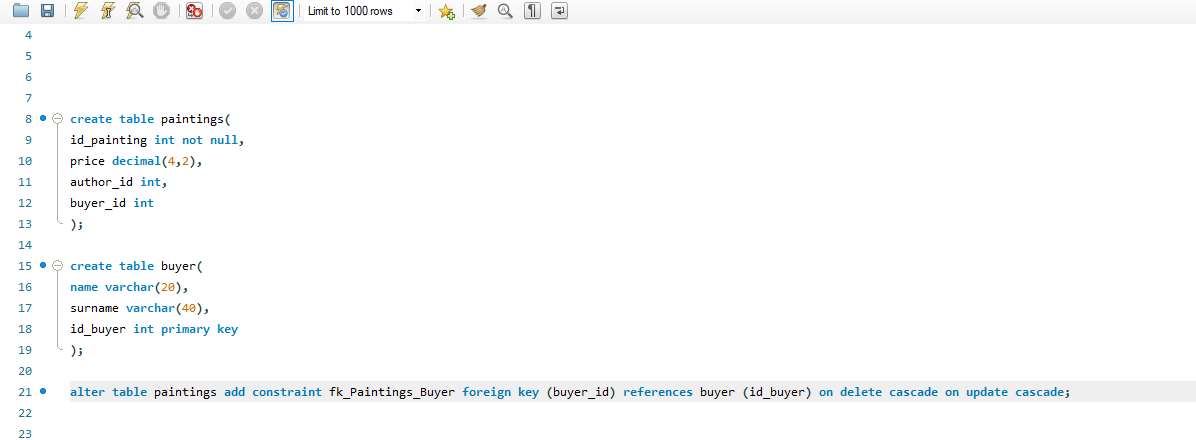 Limit to 1000 rows
4
5
6
7
8 create table paintings(
9 id_painting int not null,
10 price decimal(4,2),
11 author_id int,
12 buyer_id int
13 );
14
15 create table buyer(
16 name varchar(20),
17 surname varchar(40),
18 id_buyer int primary key
19 );
20
21 alter table paintings add constraint fk_Paintings_Buyer foreign key (buyer_id) references buyer (id_buyer) on delete cascade on update cascade;
22
23